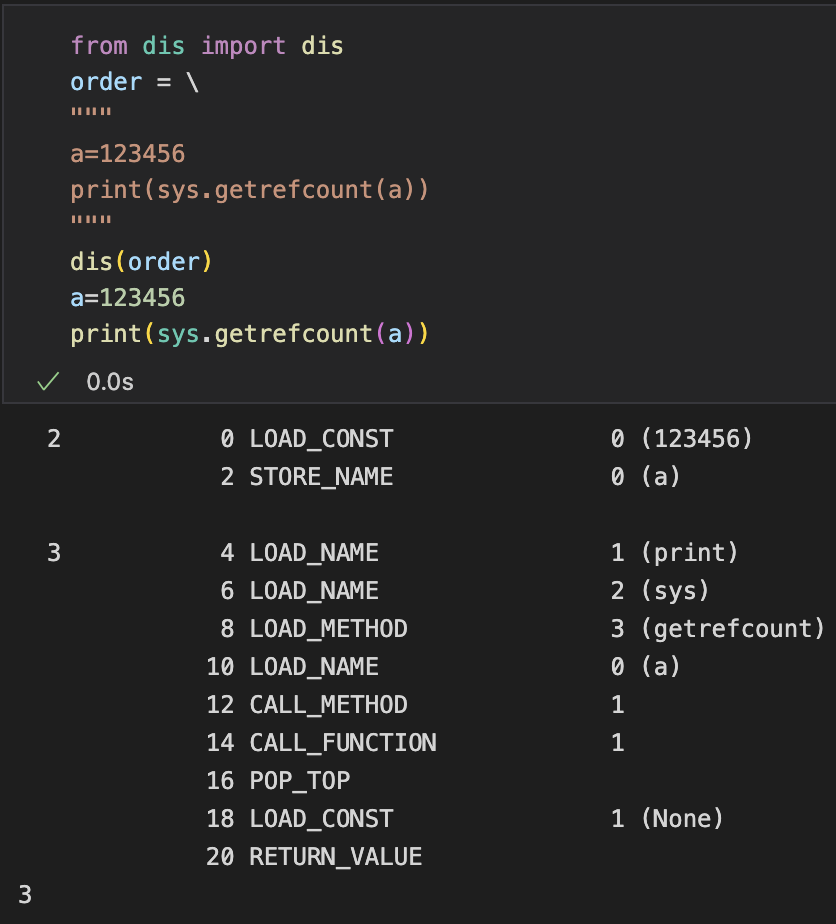 from dis import dis
order = \
"""
a=123456
print(sys.getrefcount(a))
"""
dis(order)
a=123456
print(sys.getrefcount(a))
✓ 0.0s
2 0 LOAD_CONST 0 (123456)
2 STORE_NAME 0 (a)
3 4 LOAD_NAME 1 (print)
6 LOAD_NAME 2 (sys)
8 LOAD_METHOD 3 (getrefcount)
10 LOAD_NAME 0 (a)
12 CALL_METHOD 1
14 CALL_FUNCTION 1
16 POP_TOP
18 LOAD_CONST 1 (None)
20 RETURN_VALUE
3